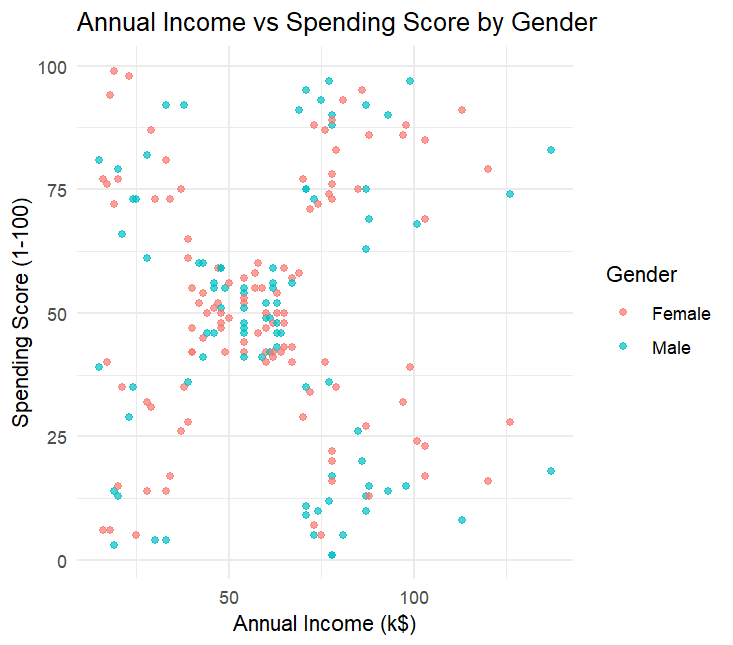 Annual Income vs Spending Score by Gender
100
75
50
25
0
Spending Score (1-100)
50 100
Annual Income (k$)
Gender
Female
Male